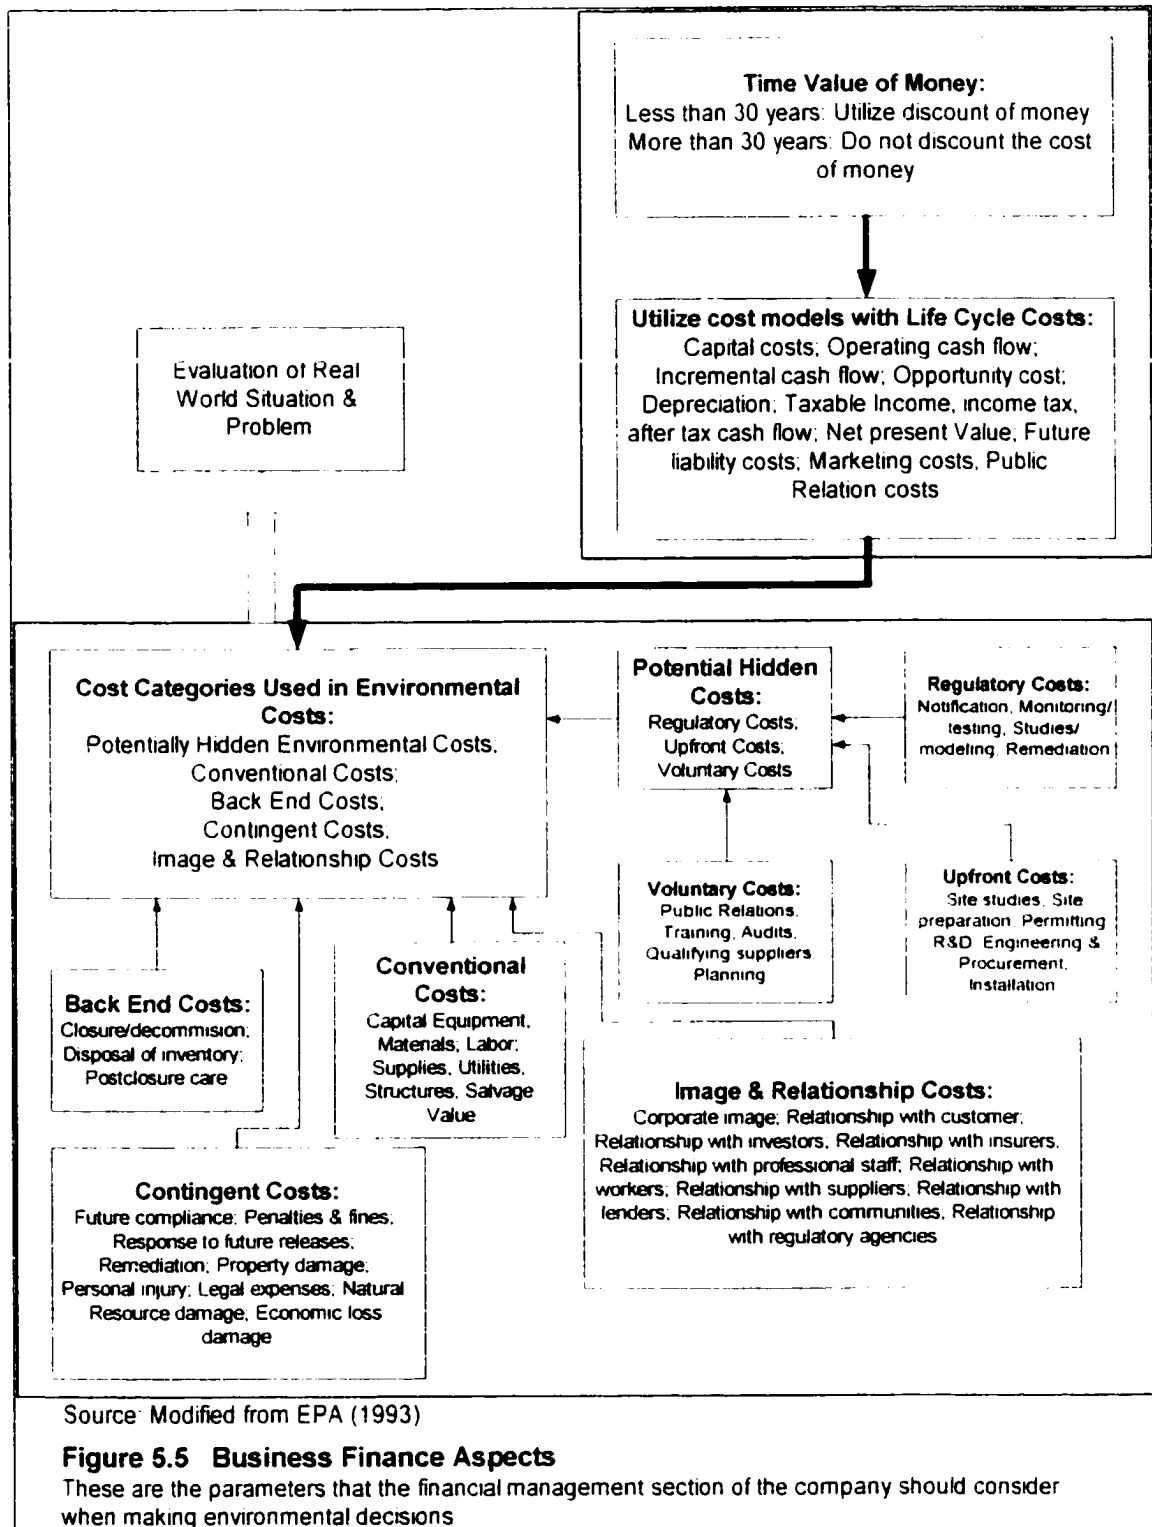 Time Value of Money:
Less than 30 years: Utilize discount of money
More than 30 years: Do not discount the cost
of money
Utilize cost models with Life Cycle Costs:
Capital costs; Operating cash flow;
Incremental cash flow; Opportunity cost;
Depreciation; Taxable Income, income tax,
after tax cash flow; Net present Value; Future
liability costs; Marketing costs, Public
Relation costs
Evaluation of Real
World Situation &
Problem
Cost Categories Used in Environmental
Costs:
Potentially Hidden Environmental Costs;
Conventional Costs;
Back End Costs;
Contingent Costs,
Image & Relationship Costs
Potential Hidden
Costs:
Regulatory Costs;
Upfront Costs;
Voluntary Costs
Regulatory Costs:
Notification, Monitoring/
testing, Studies/
modeling, Remediation
Voluntary Costs:
Public Relations,
Training, Audits,
Qualifying suppliers,
Planning
Upfront Costs:
Site studies, Site
preparation, Permitting
R&D, Engineering &
Procurement,
Installation
Back End Costs:
Closure/decommision;
Disposal of inventory;
Postclosure care
Conventional
Costs:
Capital Equipment,
Materials; Labor;
Supplies, Utilities,
Structures, Salvage
Value
Image & Relationship Costs:
Corporate image; Relationship with customer;
Relationship with investors; Relationship with insurers,
Relationship with professional staff; Relationship with
workers; Relationship with suppliers; Relationship with
lenders; Relationship with communities; Relationship
with regulatory agencies
Contingent Costs:
Future compliance; Penalties & fines;
Response to future releases;
Remediation; Property damage;
Personal injury; Legal expenses; Natural
Resource damage; Economic loss
damage
Source: Modified from EPA (1993)
Figure 5.5 Business Finance Aspects
These are the parameters that the financial management section of the company should consider
when making environmental decisions